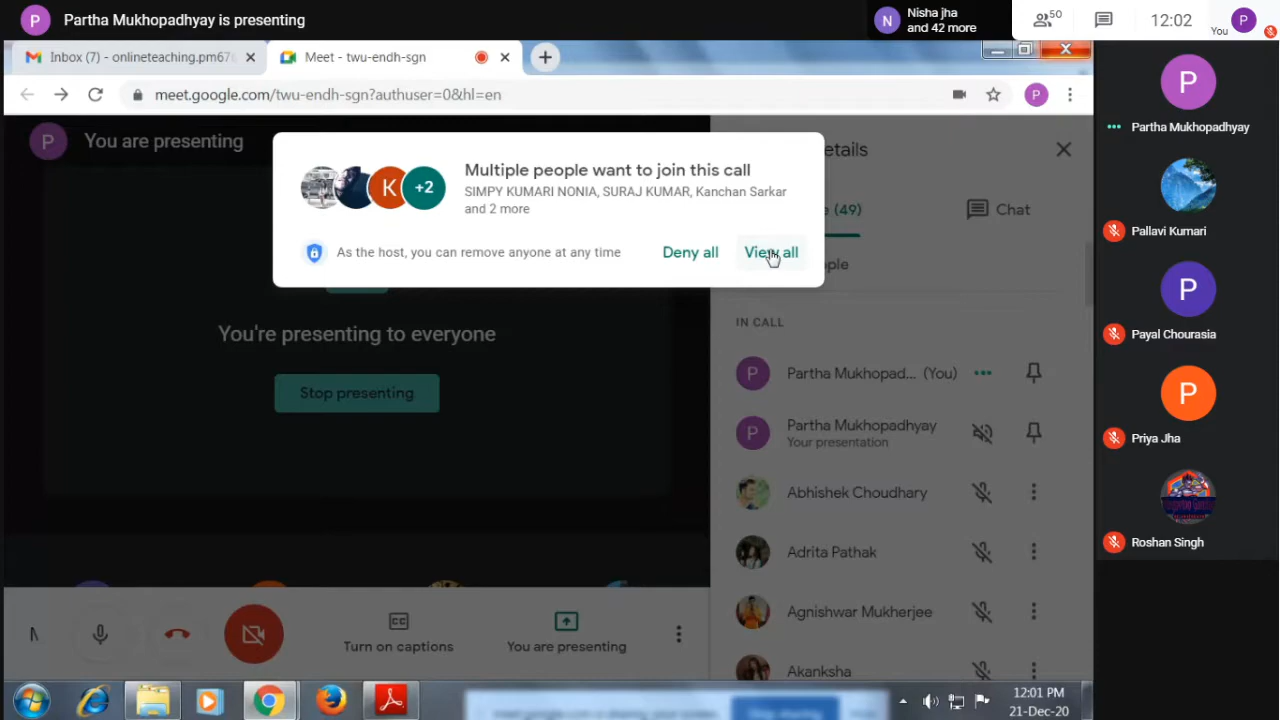 P Partha Mukhopadhyay is presenting
N Nisha jha
and 42 more
50
12:02
You
P
Inbox (7) - onlineteaching.pm67
Meet - twu-endh-sgn
meet.google.com/twu-endh-sgn?authuser=0&hl=en
P
P You are presenting
Multiple people want to join this call
SIMPY KUMARI NONIA, SURAJ KUMAR, Kanchan Sarkar
and 2 more
K +2
As the host, you can remove anyone at any time
Deny all
View all
etails
(49)
Chat
ople
You're presenting to everyone
Stop presenting
IN CALL
P Partha Mukhopad... (You)
P Partha Mukhopadhyay
Your presentation
Abhishek Choudhary
Adrita Pathak
Agnishwar Mukherjee
Akanksha
CC
Turn on captions
You are presenting
P
Partha Mukhopadhyay
Pallavi Kumari
P
Payal Chourasia
P
Priya Jha
Roshan Singh
12:01 PM
21-Dec-20